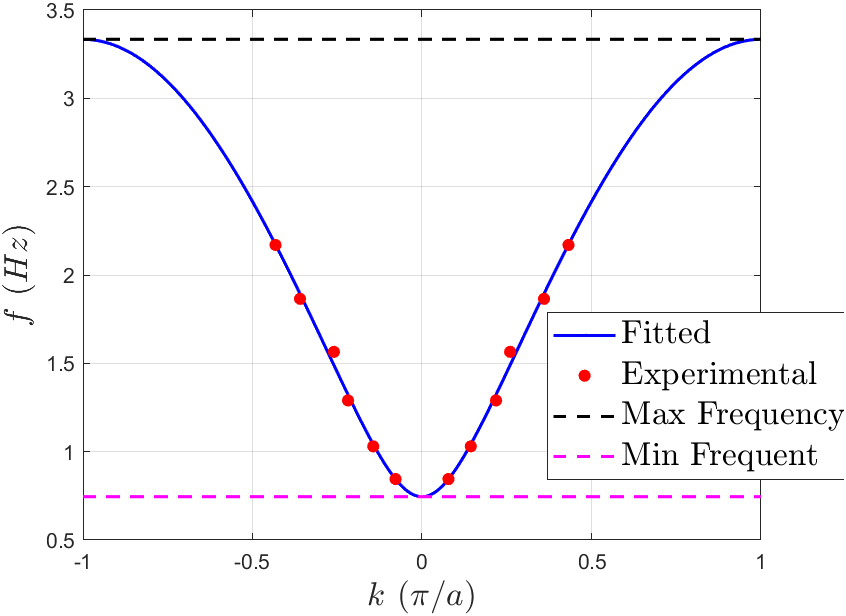 3.5
3
2.5
2
1.5
1
0.5
f (Hz)
-1
-0.5
0
0.5
1
k (π/a)
Fitted
Experimental
Max Frequency
Min Frequent